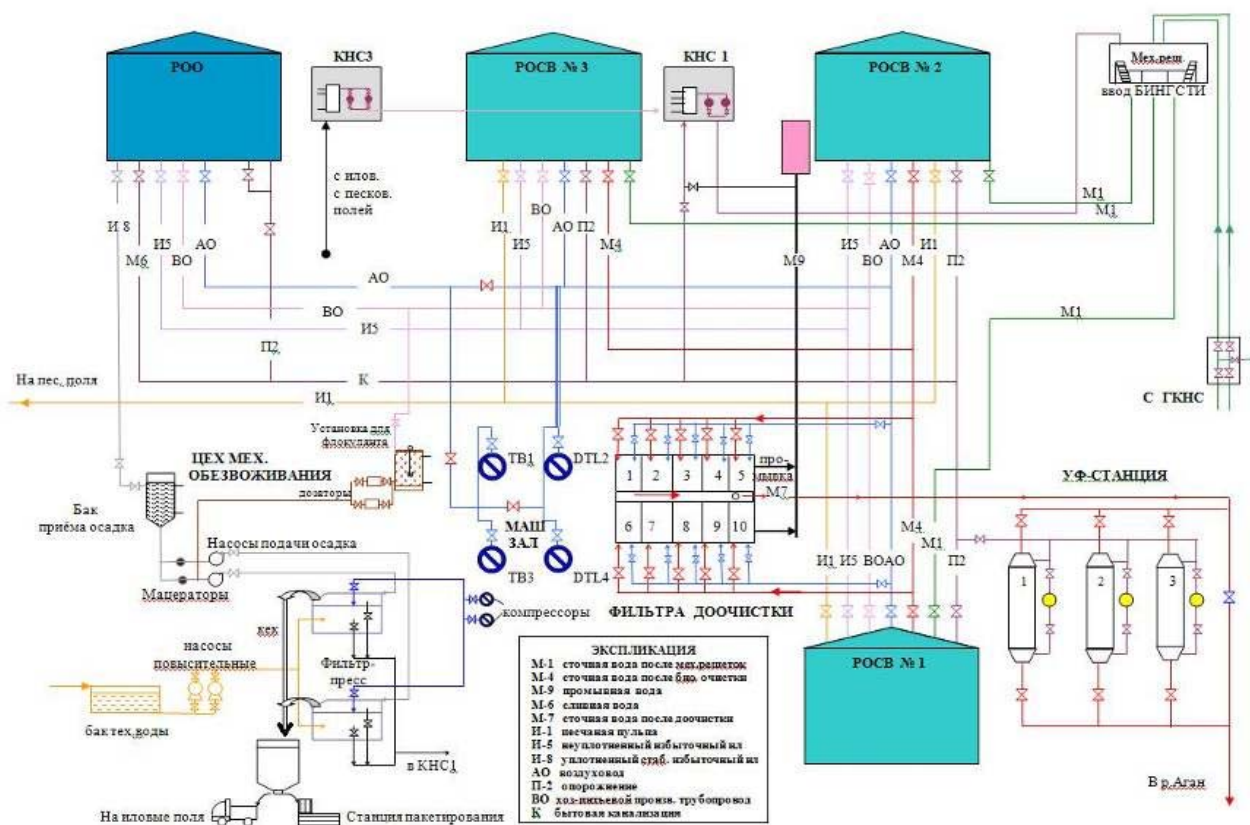 РОО
КНС3
РОСВ № 3
КНС 1
РОСВ № 2
Мех.реш.
ввод БИНГСТИ
с илов.
с песков.
полей
И 8
М6
И5
ВО
АО
П2
И1
И5
ВО
АО
П2
М4
М9
И5
ВО
АО
М4
И1
П2
М1
М1
М1
АО
ВО
И5
К
И1
На пес. поля
С ГКНС
Установка для
флокулянта
ЦЕХ МЕХ.
ОБЕЗВОЖИВАНИЯ
дозаторы
Бак
приёма осадка
Насосы подачи осадка
Мацераторы
ТВ1
DTL2
МАШ
ЗАЛ
ТВ3
DTL4
1 2 3 4 5
6 7 8 9 10
про-
мывка
М7
ФИЛЬТРА ДООЧИСТКИ
М4
М1
П2
И1
И5
ВО
АО
УФ-СТАНЦИЯ
1
2
3
РОСВ № 1
компрессоры
кек
насосы
повысительные
Фильтр-
пресс
бак тех. воды
в КНС1
На иловые поля
Станция пакетирования
В р.Аган
ЭКСПЛИКАЦИЯ
М-1 сточная вода после мех.решеток
М-4 сточная вода после био. очистки
М-9 промывная вода
М-6 сливная вода
М-7 сточная вода после доочистки
И-1 песчаная пульпа
И-5 неуплотненный избыточный ил
И-8 уплотненный стаб. избыточный ил
АО воздуховод
П-2 опорожнение
ВО хоз-питьевой произв. трубопровод
К бытовая канализация